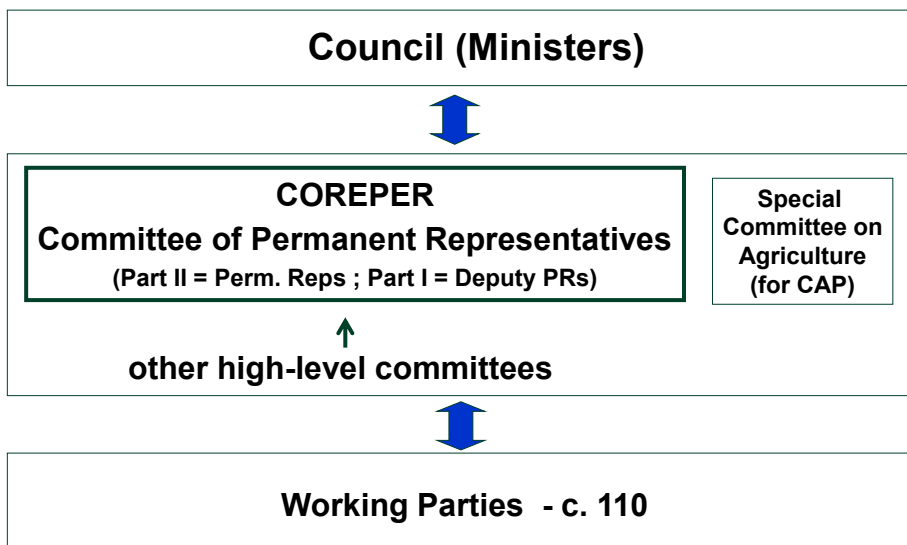 Council (Ministers)
COREPER
Committee of Permanent Representatives
(Part II = Perm. Reps ; Part I = Deputy PRs)
Special
Committee on
Agriculture
(for CAP)
other high-level committees
Working Parties - c. 110